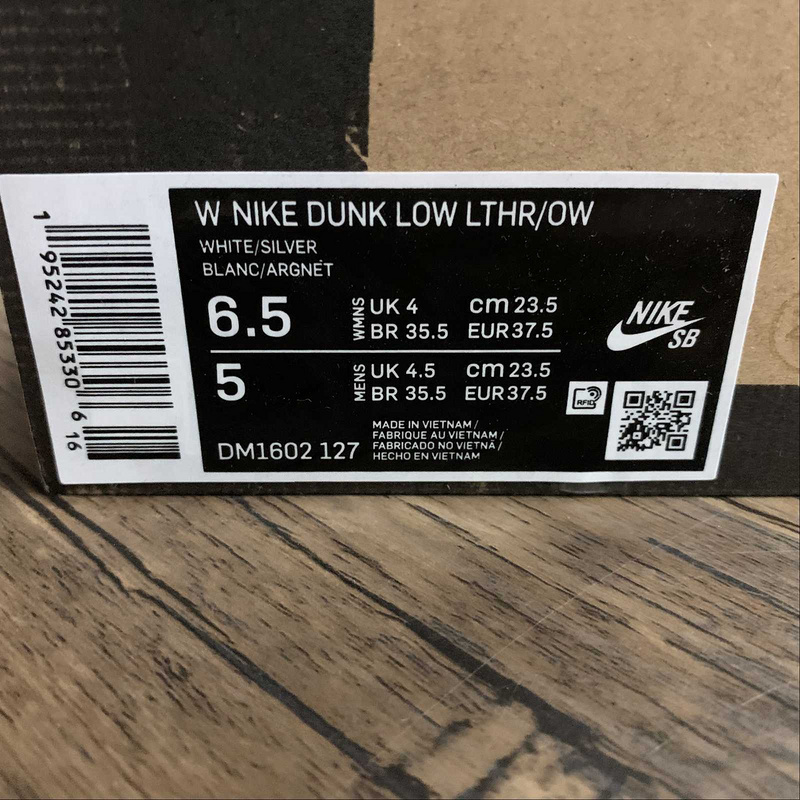 W NIKE DUNK LOW LTHR/OW
WHITE/SILVER
BLANC/ARGNET
6.5 WMNS UK 4 cm 23.5
BR 35.5 EUR 37.5
5 MENS UK 4.5 cm 23.5
BR 35.5 EUR 37.5
DM1602 127
MADE IN VIETNAM /
FABRIQUE AU VIETNAM /
FABRICADO NO VIETNÃ /
HECHO EN VIETNAM
NIKE
SB
RFID
1 95242 85330 6 16